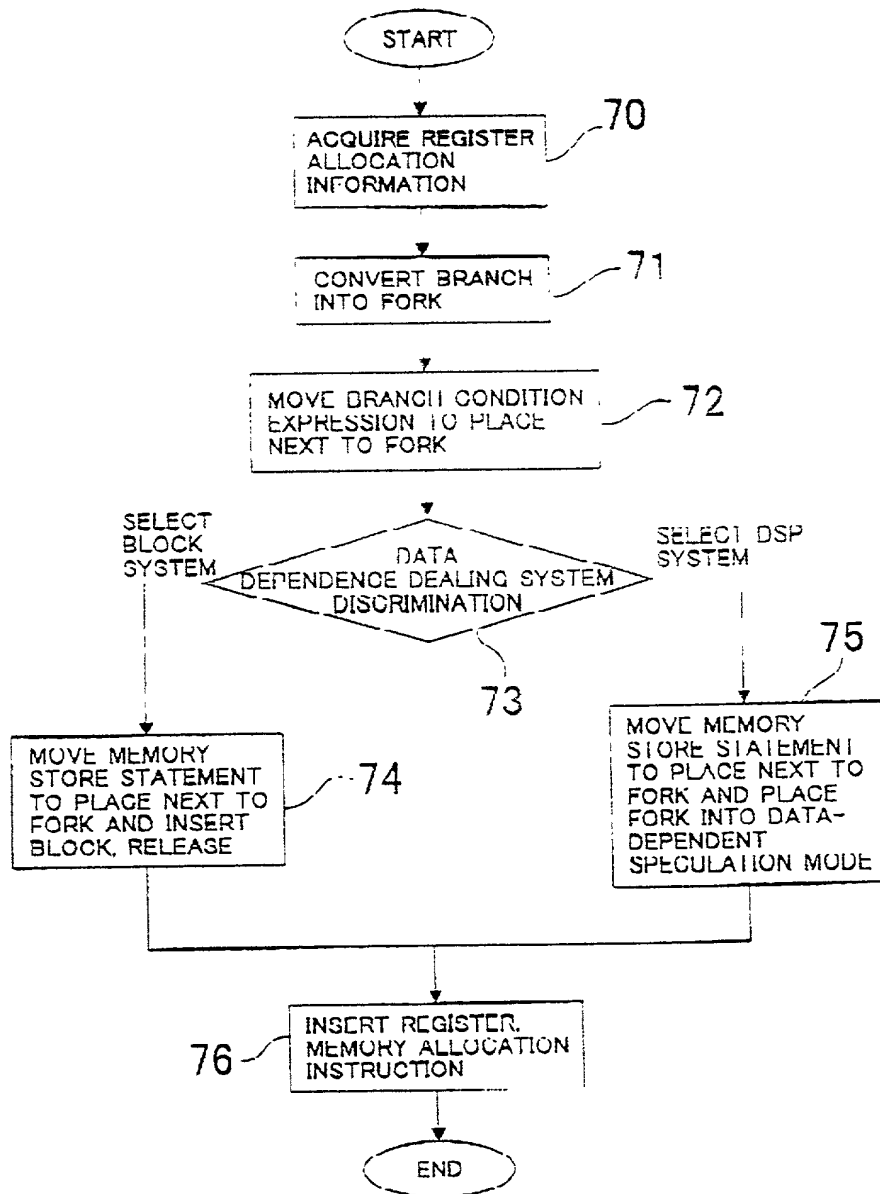 START
70
ACQUIRE REGISTER
ALLOCATION
INFORMATION
71
CONVERT BRANCH
INTO FORK
72
MOVE BRANCH CONDITION
EXPRESSION TO PLACE
NEXT TO FORK
SELECT
BLOCK
SYSTEM
DATA
DEPENDENCE DEALING SYSTEM
DISCRIMINATION
SELECT DSP
SYSTEM
73
MOVE MEMORY
STORE STATEMENT
TO PLACE NEXT TO
FORK AND INSERT
BLOCK, RELEASE
74
75
MOVE MEMORY
STORE STATEMENT
TO PLACE NEXT TO
FORK AND PLACE
FORK INTO DATA-
DEPENDENT
SPECULATION MODE
76
INSERT REGISTER,
MEMORY ALLOCATION
INSTRUCTION
END